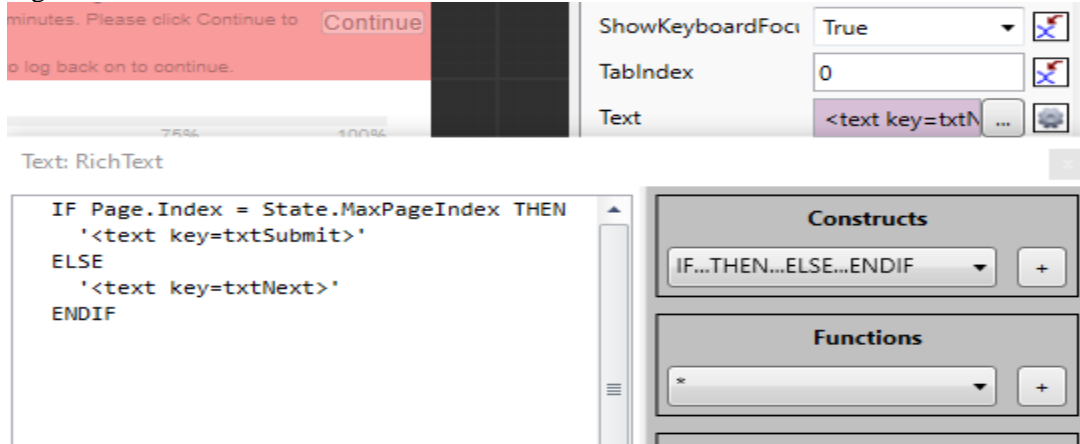 minutes. Please click Continue to
Continue
o log back on to continue.
75%
100%
ShowKeyboardFocu
True
TabIndex
0
Text
<text key=txtN
...
Text: RichText
x
IF Page.Index = State.MaxPageIndex THEN
'<text key=txtSubmit>'
ELSE
'<text key=txtNext>'
ENDIF
Constructs
IF...THEN...ELSE...ENDIF
+
Functions
*
+